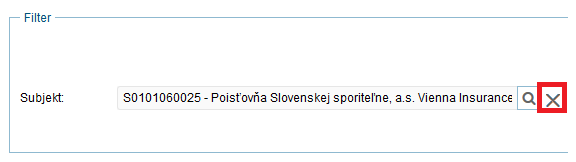 Filter
Subjekt: S0101060025 - Poisťovňa Slovenskej sporiteľne, a.s. Vienna Insurance